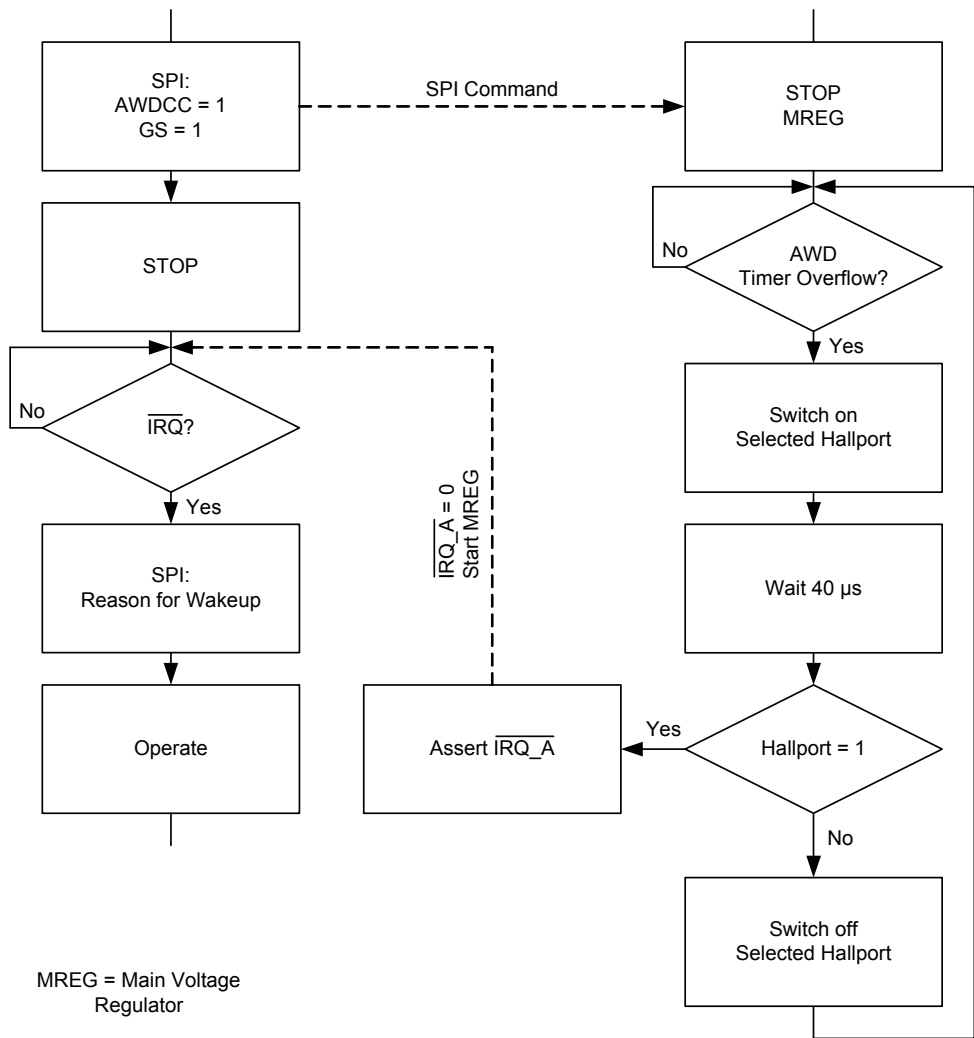 SPI:
AWDCC = 1
GS = 1
STOP
IRQ?
No
Yes
SPI:
Reason for Wakeup
Operate
MREG = Main Voltage
Regulator
SPI Command
IRQ_A = 0
Start MREG
Assert IRQ_A
STOP
MREG
AWD
Timer Overflow?
No
Yes
Switch on
Selected Hallport
Wait 40 µs
Hallport = 1
Yes
No
Switch off
Selected Hallport